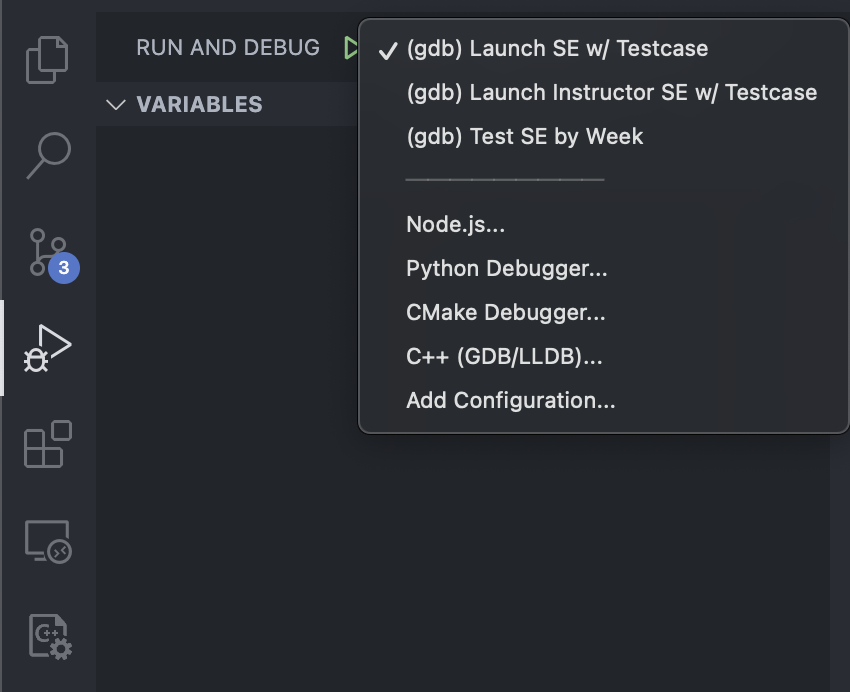 RUN AND DEBUG
(gdb) Launch SE w/ Testcase
(gdb) Launch Instructor SE w/ Testcase
(gdb) Test SE by Week
Node.js...
Python Debugger...
CMake Debugger...
C++ (GDB/LLDB)...
Add Configuration...
VARIABLES
3
C++